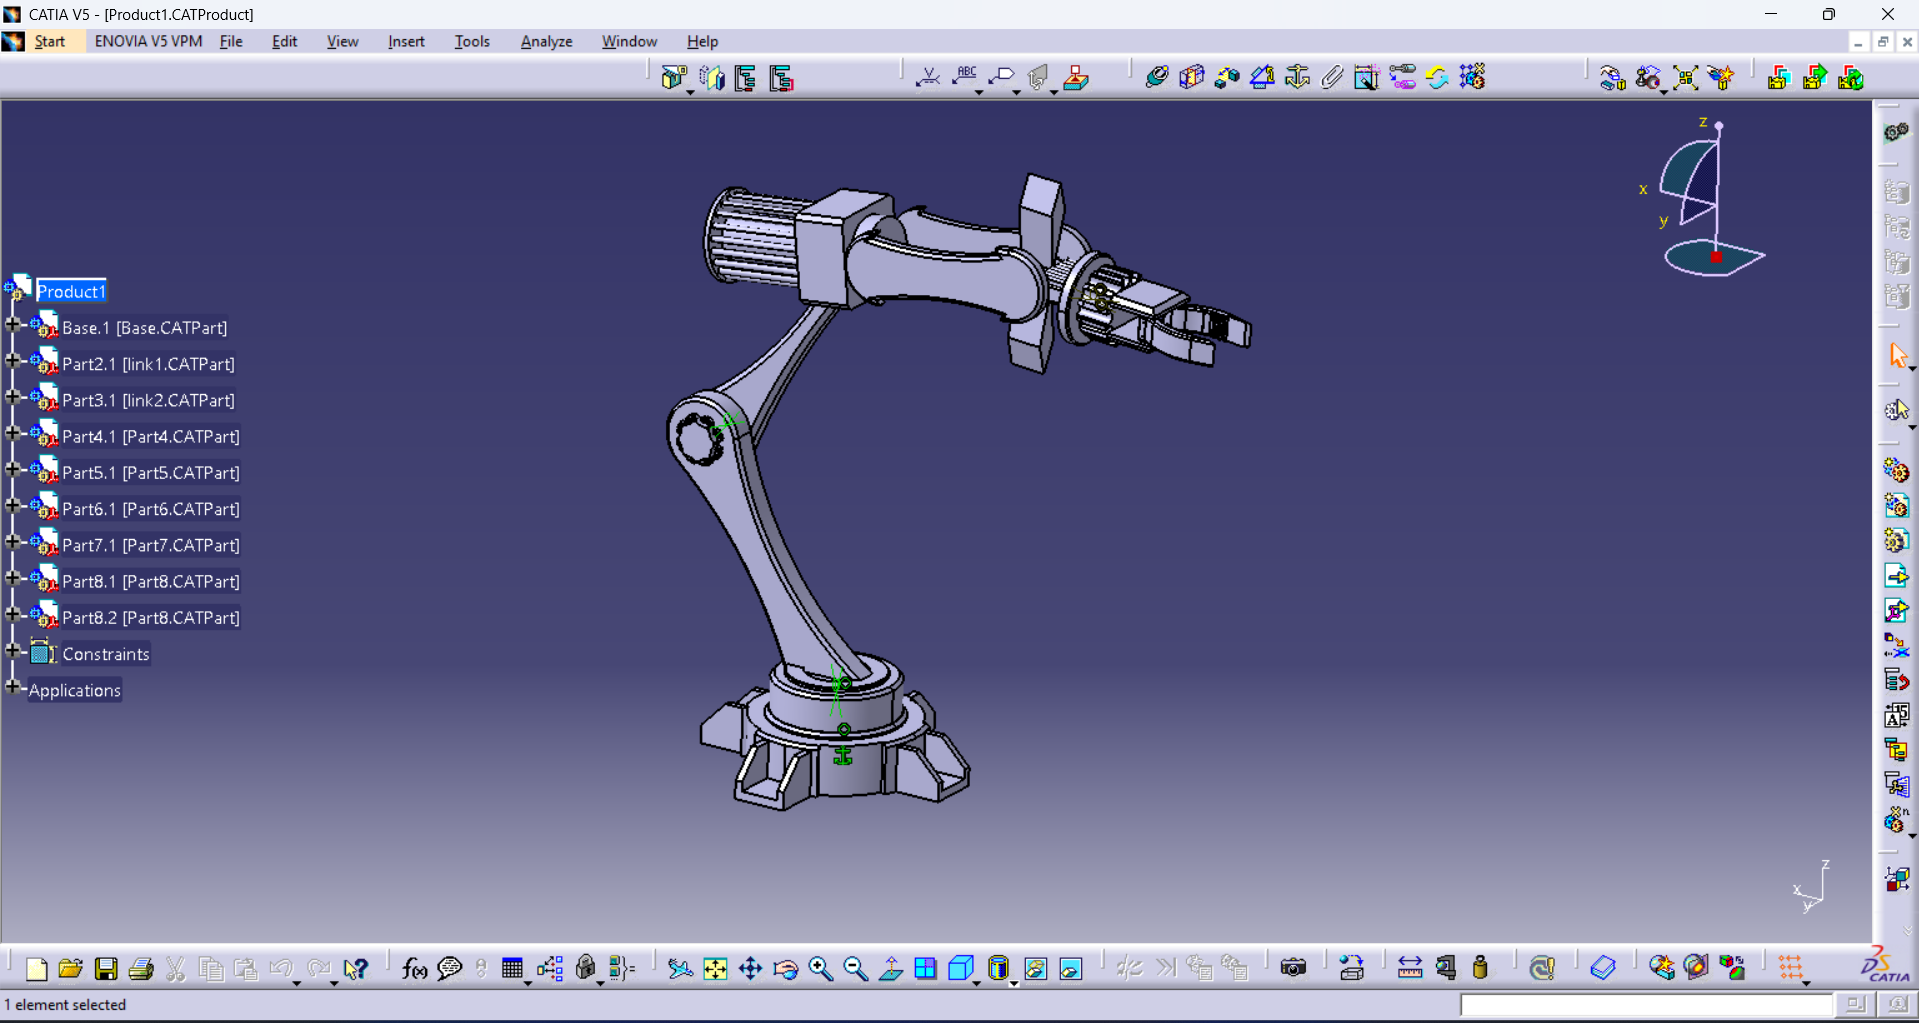 CATIA V5 - [Product1.CATProduct]
Start ENOVIA V5 VPM File Edit View Insert Tools Analyze Window Help
ABC
z
x
y
Product1
Base.1 [Base.CATPart]
Part2.1 [link1.CATPart]
Part3.1 [link2.CATPart]
Part4.1 [Part4.CATPart]
Part5.1 [Part5.CATPart]
Part6.1 [Part6.CATPart]
Part7.1 [Part7.CATPart]
Part8.1 [Part8.CATPart]
Part8.2 [Part8.CATPart]
Constraints
Applications
z
x
y
f(x)
CATIA
1 element selected